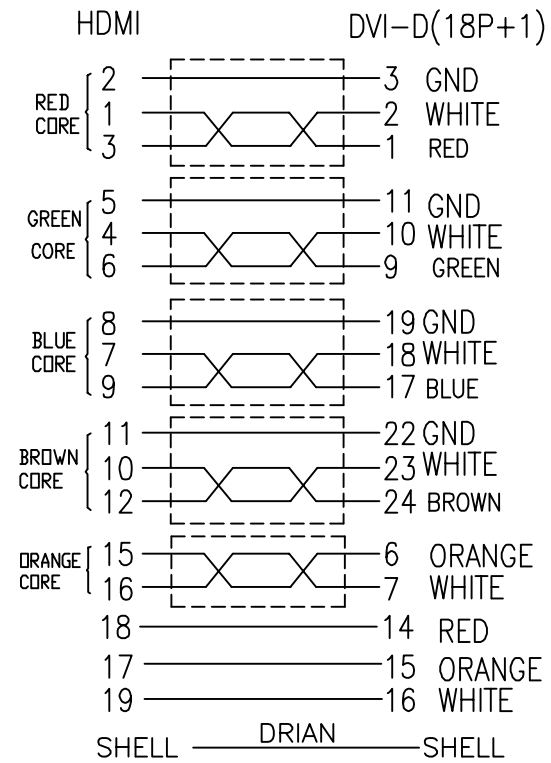 HDMI DVI-D(18P+1)
2 3 GND
RED 1 2 WHITE
CORE 3 1 RED
5 11 GND
GREEN 4 10 WHITE
CORE 6 9 GREEN
8 19 GND
BLUE 7 18 WHITE
CORE 9 17 BLUE
11 22 GND
BROWN 10 23 WHITE
CORE 12 24 BROWN
ORANGE 15 6 ORANGE
CORE 16 7 WHITE
18 14 RED
17 15 ORANGE
19 16 WHITE
SHELL DRIAN SHELL